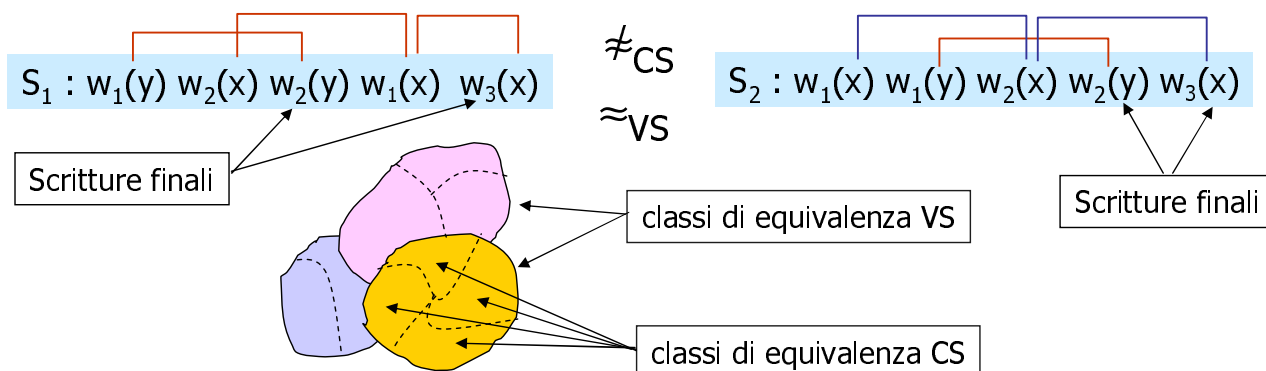 S1 : w1(y) w2(x) w2(y) w1(x) w3(x)
≉CS
S2 : w1(x) w1(y) w2(x) w2(y) w3(x)
≈VS
Scritture finali
Scritture finali
classi di equivalenza VS
classi di equivalenza CS